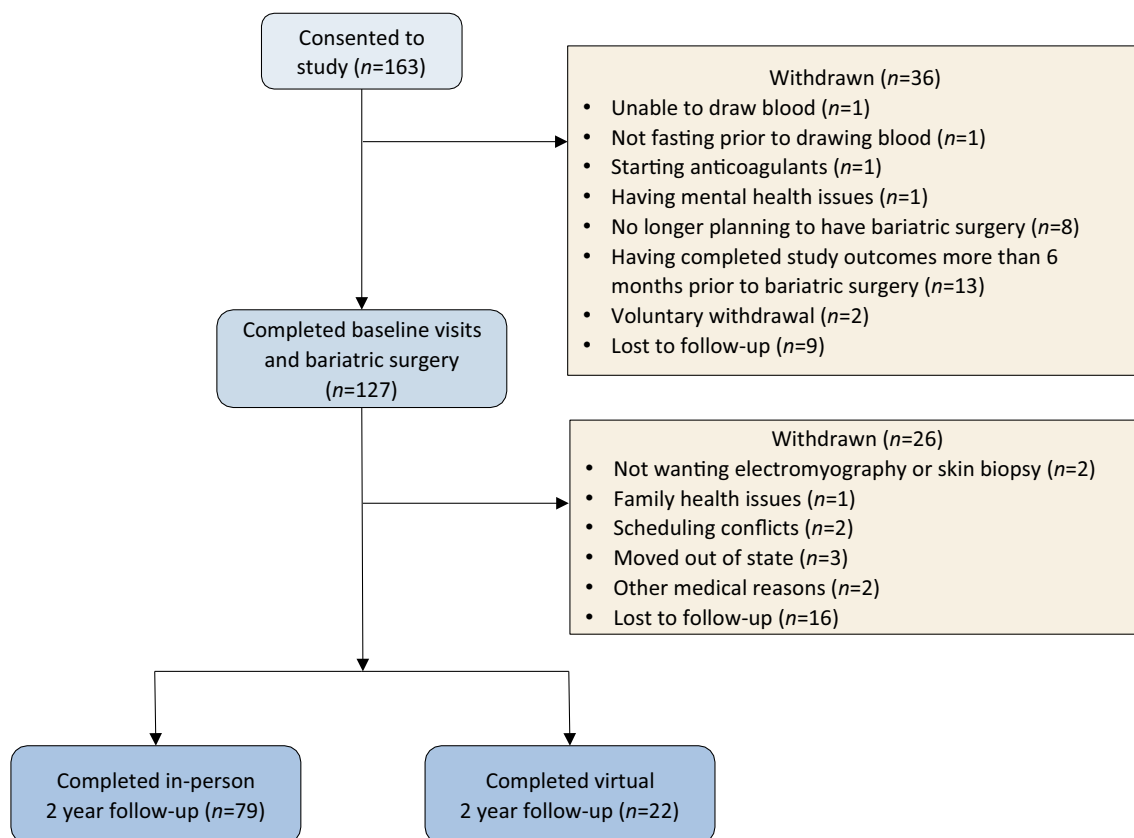 Consented to
study (n=163)
Withdrawn (n=36)
• Unable to draw blood (n=1)
• Not fasting prior to drawing blood (n=1)
• Starting anticoagulants (n=1)
• Having mental health issues (n=1)
• No longer planning to have bariatric surgery (n=8)
• Having completed study outcomes more than 6
months prior to bariatric surgery (n=13)
• Voluntary withdrawal (n=2)
• Lost to follow-up (n=9)
Completed baseline visits
and bariatric surgery
(n=127)
Withdrawn (n=26)
• Not wanting electromyography or skin biopsy (n=2)
• Family health issues (n=1)
• Scheduling conflicts (n=2)
• Moved out of state (n=3)
• Other medical reasons (n=2)
• Lost to follow-up (n=16)
Completed in-person
2 year follow-up (n=79)
Completed virtual
2 year follow-up (n=22)